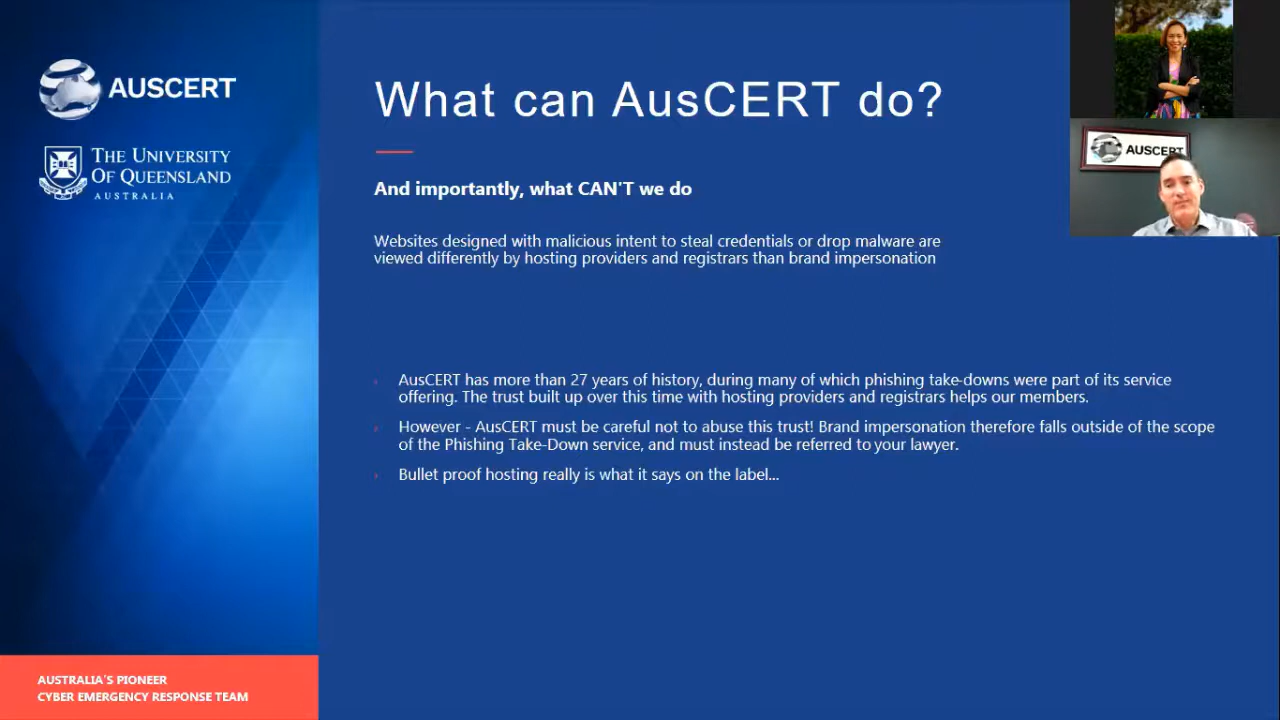 AUSCERT
THE UNIVERSITY
OF QUEENSLAND
AUSTRALIA
What can AusCERT do?
And importantly, what CAN'T we do
Websites designed with malicious intent to steal credentials or drop malware are
viewed differently by hosting providers and registrars than brand impersonation
AusCERT has more than 27 years of history, during many of which phishing take-downs were part of its service
offering. The trust built up over this time with hosting providers and registrars helps our members.
However - AusCERT must be careful not to abuse this trust! Brand impersonation therefore falls outside of the scope
of the Phishing Take-Down service, and must instead be referred to your lawyer.
Bullet proof hosting really is what it says on the label...
AUSTRALIA'S PIONEER
CYBER EMERGENCY RESPONSE TEAM
AUSCERT